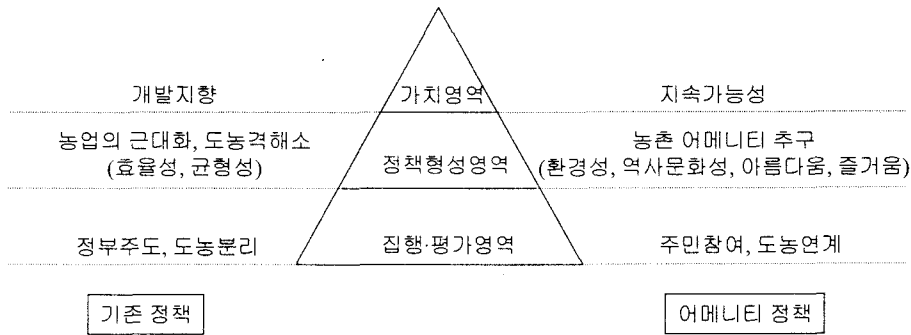 개발지향 가치영역 지속가능성
농업의 근대화, 도농격해소 농촌 어메니티 추구
(효율성, 균형성) 정책형성영역 (환경성, 역사문화성, 아름다움, 즐거움)
정부주도, 도농분리 집행·평가영역 주민참여, 도농연계
기존 정책 어메니티 정책